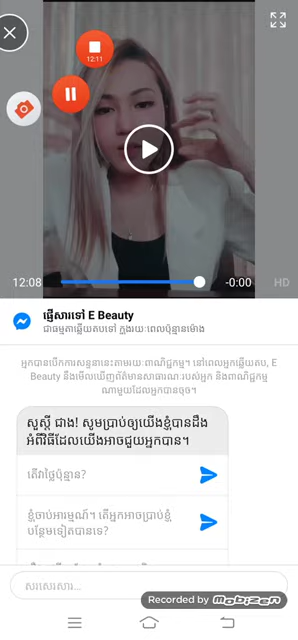 12:11
12:08
-0:00
HD
ផ្ញើសារទៅ E Beauty
ជាធម្មតាឆ្លើយតបទៅ ក្នុងរយៈពេលប៉ុន្មានម៉ោង
អ្នកបានបើកការសន្ទនានេះតាមរយៈពាណិជ្ជកម្ម។ នៅពេលអ្នកឆ្លើយតប, E
Beauty នឹងមើលឃើញព័ត៌មានសាធារណៈរបស់អ្នក និងពាណិជ្ជកម្ម
ណាមួយដែលអ្នកបានចុច។
សួស្តី ជាង! សូមប្រាប់ឲ្យយើងខ្ញុំបានដឹង
អំពីវិធីដែលយើងអាចជួយអ្នកបាន។
តើវាថ្លៃប៉ុន្មាន?
ខ្ញុំចាប់អារម្មណ៍។ តើអ្នកអាចប្រាប់ខ្ញុំ
បន្ថែមទៀតបានទេ?
សរសេរសារ...
Recorded by mobizen